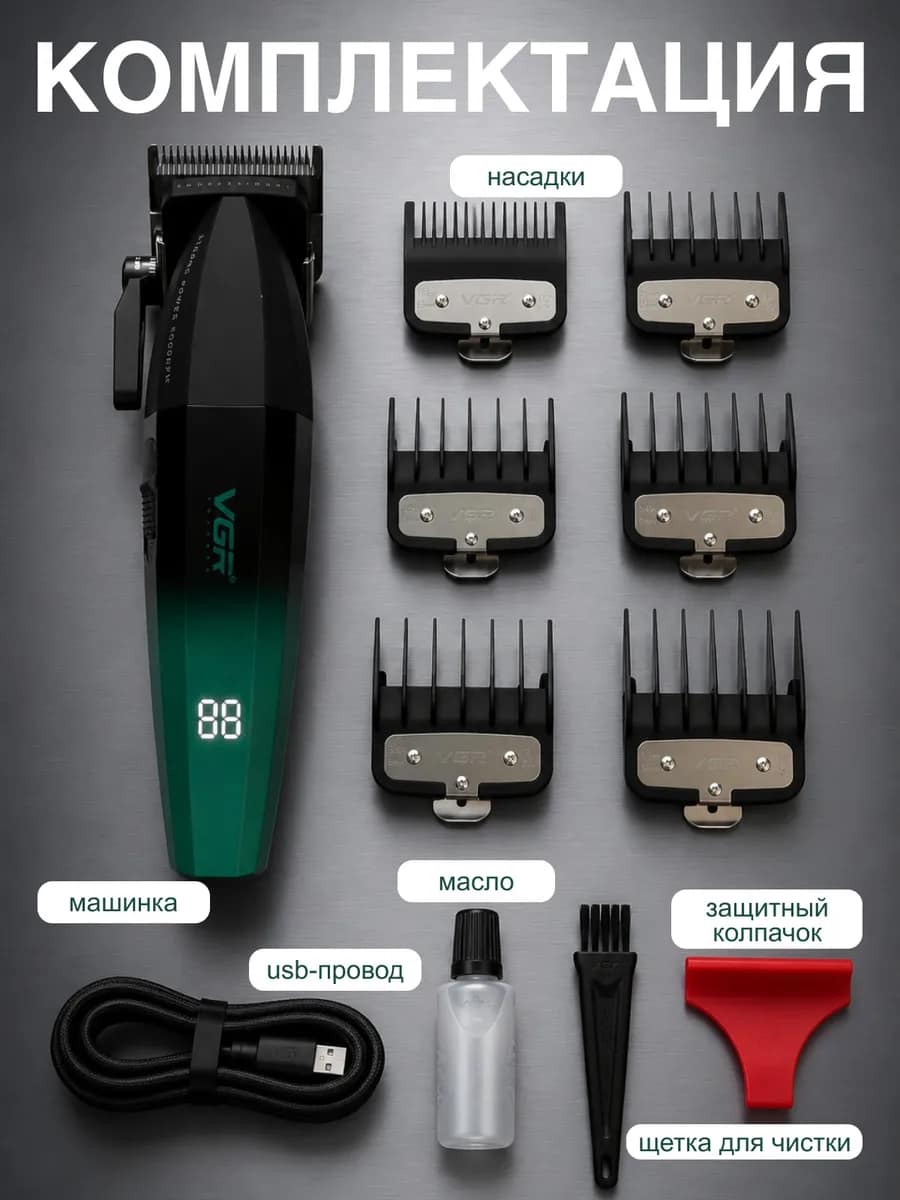 КОМПЛЕКТАЦИЯ
насадки
VGR
VGR
VGR
VGR
VGR
VGR
VGR
88
машинка
масло
защитный
колпачок
usb-провод
щетка для чистки